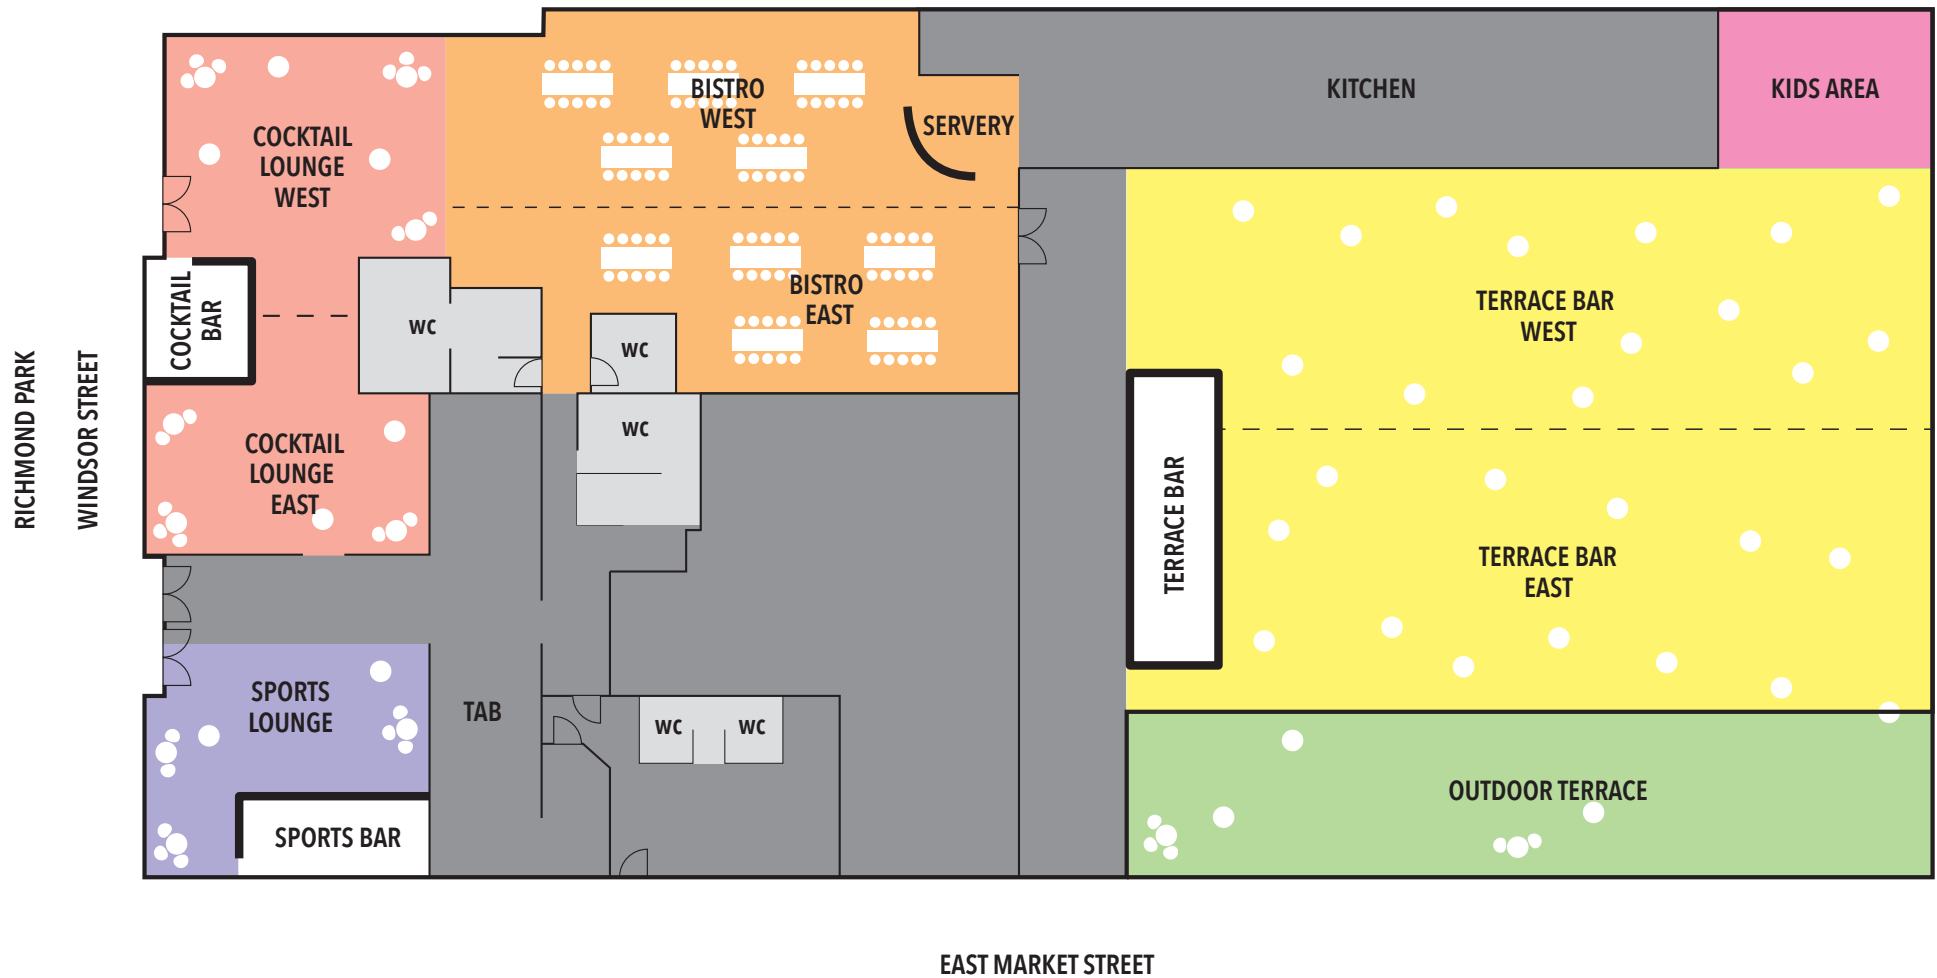 BISTRO
WEST
KITCHEN
KIDS AREA
SERVERY
COCKTAIL
LOUNGE
WEST
COCKTAIL
BAR
WC
WC
BISTRO
EAST
TERRACE BAR
WEST
RICHMOND PARK
WINDSOR STREET
COCKTAIL
LOUNGE
EAST
WC
TERRACE BAR
TERRACE BAR
EAST
SPORTS
LOUNGE
TAB
WC
WC
OUTDOOR TERRACE
SPORTS BAR
EAST MARKET STREET